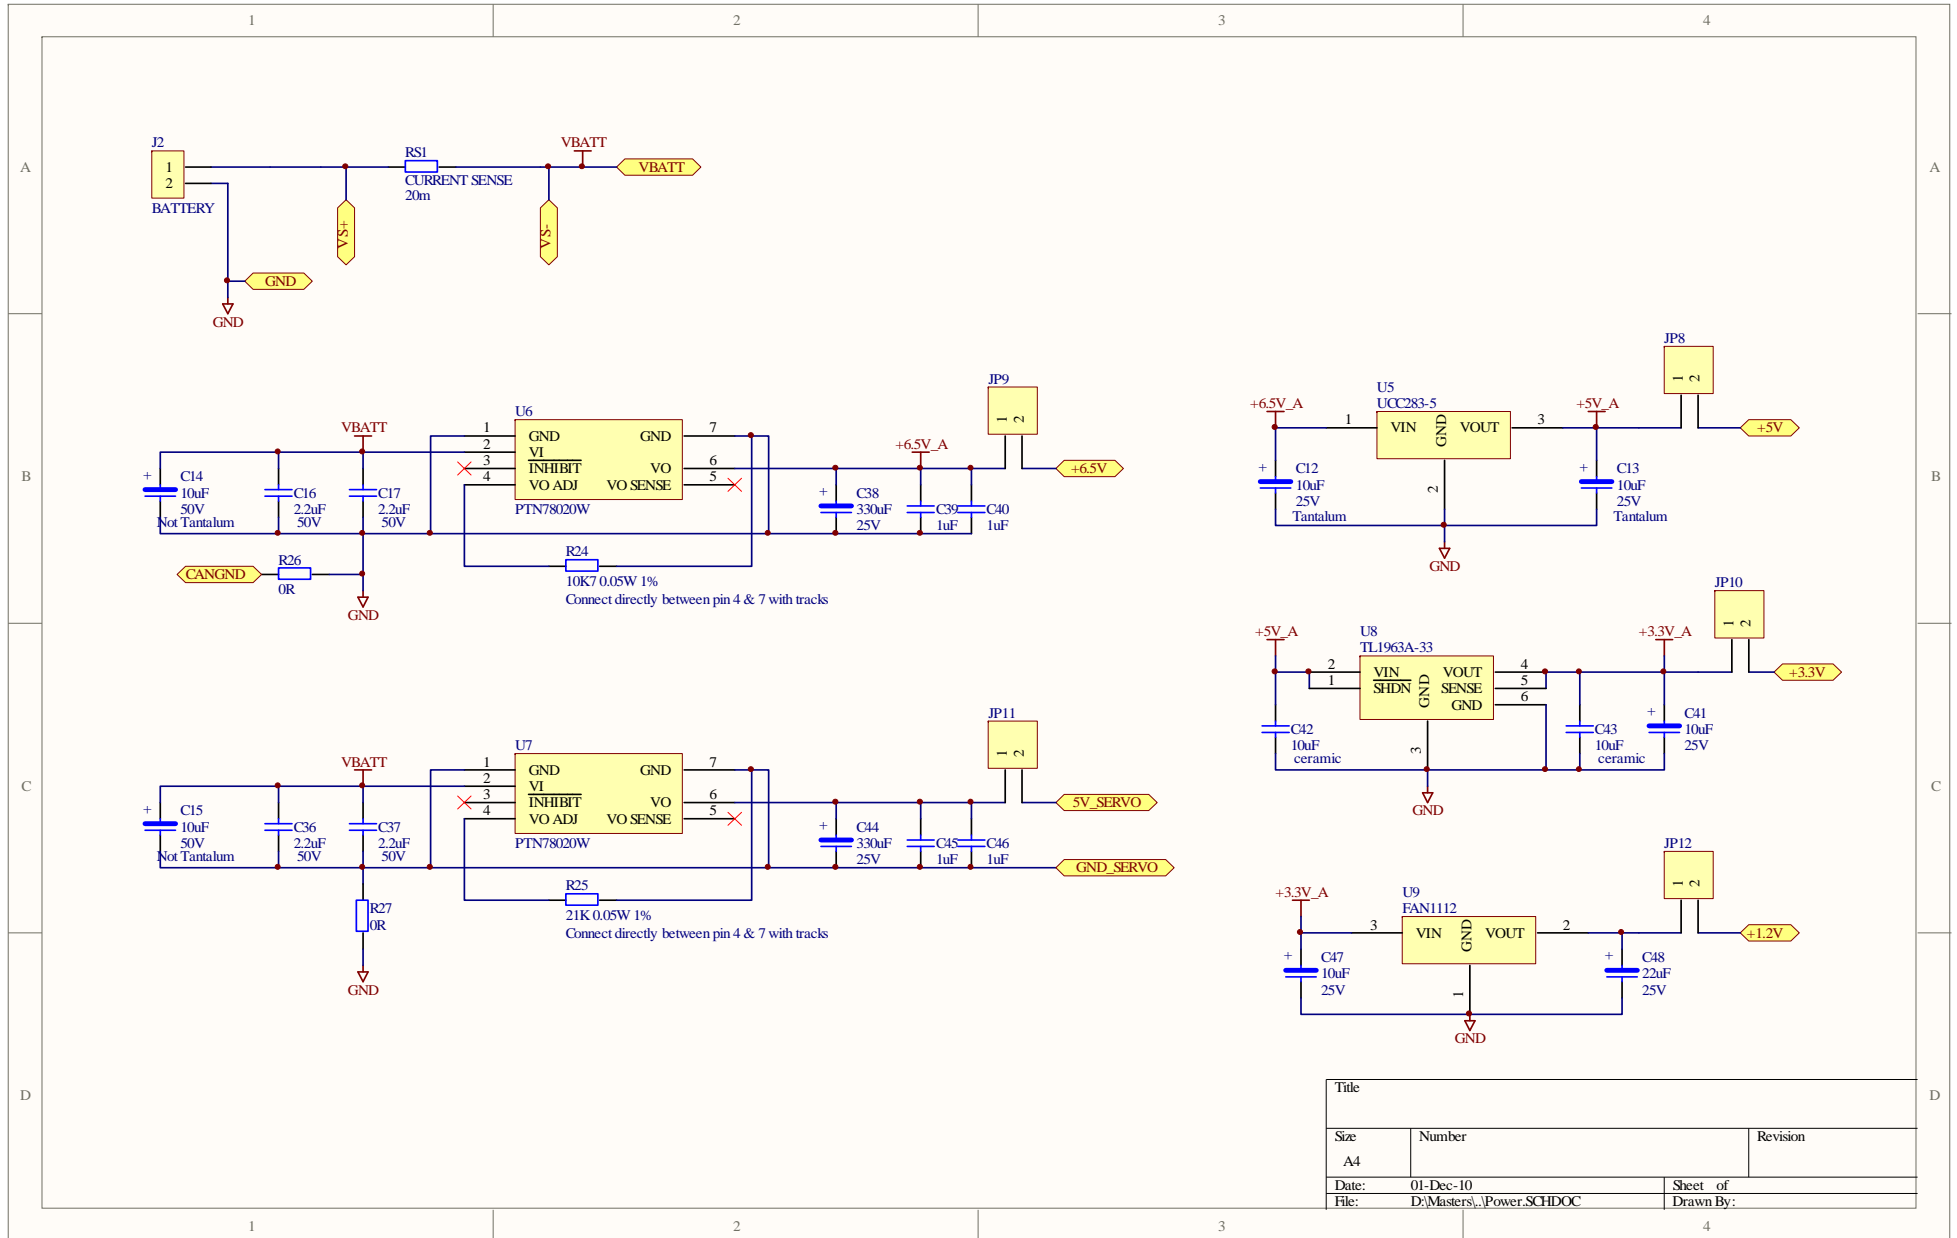 1 2 3 4
A A
B B
C C
D D
J2
1
2
BATTERY
GND
GND
VS+
RS1
CURRENT SENSE
20m
VS-
VBATT
VBATT
U6
1 GND GND 7
2 VI
3 INHIBIT VO 6
4 VO ADJ VO SENSE 5
PTN78020W
VBATT
+ C14
10uF
50V
Not Tantalum
C16
2.2uF
50V
C17
2.2uF
50V
CANGND
R26
0R
GND
R24
10K7 0.05W 1%
Connect directly between pin 4 & 7 with tracks
+ C38
330uF
25V
+6.5V_A
C39
1uF
C40
1uF
JP9
1 2
+6.5V
U7
1 GND GND 7
2 VI
3 INHIBIT VO 6
4 VO ADJ VO SENSE 5
PTN78020W
VBATT
+ C15
10uF
50V
Not Tantalum
C36
2.2uF
50V
C37
2.2uF
50V
R27
0R
GND
R25
21K 0.05W 1%
Connect directly between pin 4 & 7 with tracks
+ C44
330uF
25V
C45
1uF
C46
1uF
JP11
1 2
5V_SERVO
GND_SERVO
JP8
1 2
U5
UCC283-5
+6.5V_A
1 VIN GND VOUT 3
2
+5V_A
+5V
+ C12
10uF
25V
Tantalum
+ C13
10uF
25V
Tantalum
GND
JP10
1 2
U8
TL1963A-33
+5V_A
2 VIN VOUT 4
1 SHDN GND SENSE 5
GND 6
3
+3.3V_A
+3.3V
C42
10uF
ceramic
C43
10uF
ceramic
+ C41
10uF
25V
GND
JP12
1 2
U9
FAN1112
+3.3V_A
3 VIN GND VOUT 2
1
+1.2V
+ C47
10uF
25V
+ C48
22uF
25V
GND
Title
Size Number Revision
A4
Date: 01-Dec-10 Sheet of
File: D:\Masters\..\Power.SCHDOC Drawn By:
1 2 3 4